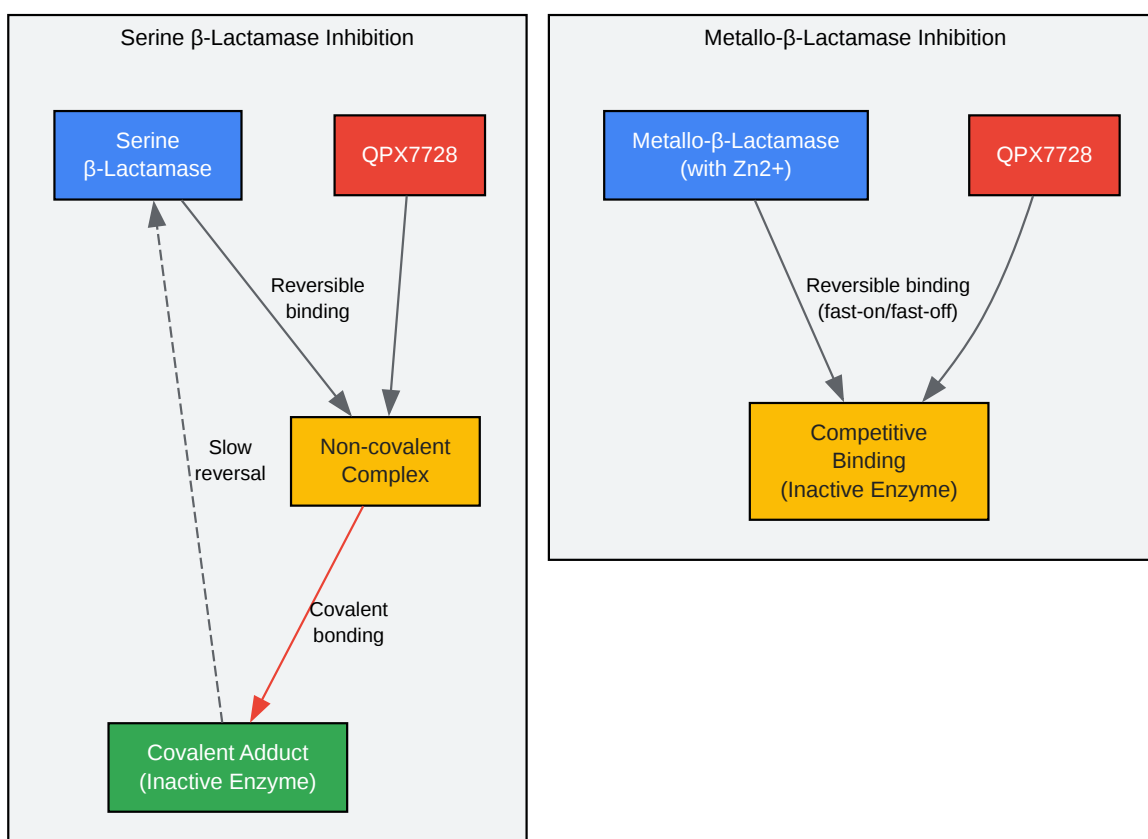 Serine β-Lactamase Inhibition
Serine
β-Lactamase
QPX7728
Reversible
binding
Slow
reversal
Non-covalent
Complex
Covalent
bonding
Covalent Adduct
(Inactive Enzyme)
Metallo-β-Lactamase Inhibition
Metallo-β-Lactamase
(with Zn2+)
QPX7728
Reversible binding
(fast-on/fast-off)
Competitive
Binding
(Inactive Enzyme)